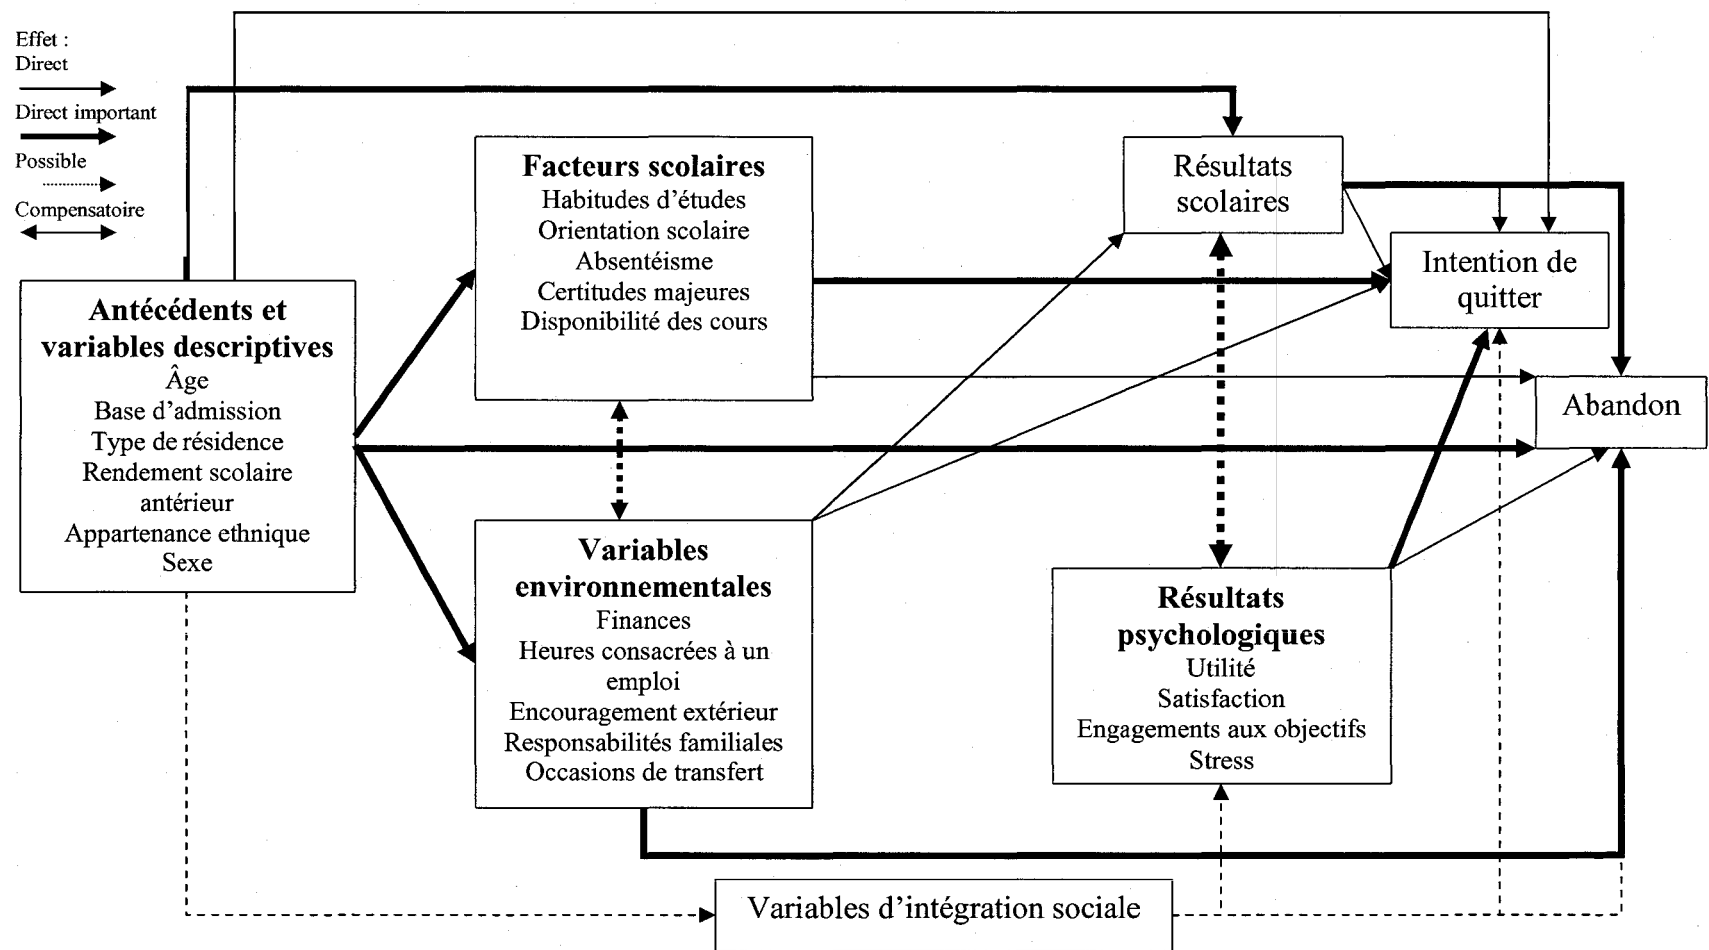 Effet :
Direct
Direct important
Possible
Compensatoire
Antécédents et
variables descriptives
Âge
Base d'admission
Type de résidence
Rendement scolaire
antérieur
Appartenance ethnique
Sexe
Facteurs scolaires
Habitudes d'études
Orientation scolaire
Absentéisme
Certitudes majeures
Disponibilité des cours
Variables
environnementales
Finances
Heures consacrées à un
emploi
Encouragement extérieur
Responsabilités familiales
Occasions de transfert
Résultats
scolaires
Intention de
quitter
Abandon
Résultats
psychologiques
Utilité
Satisfaction
Engagements aux objectifs
Stress
Variables d'intégration sociale